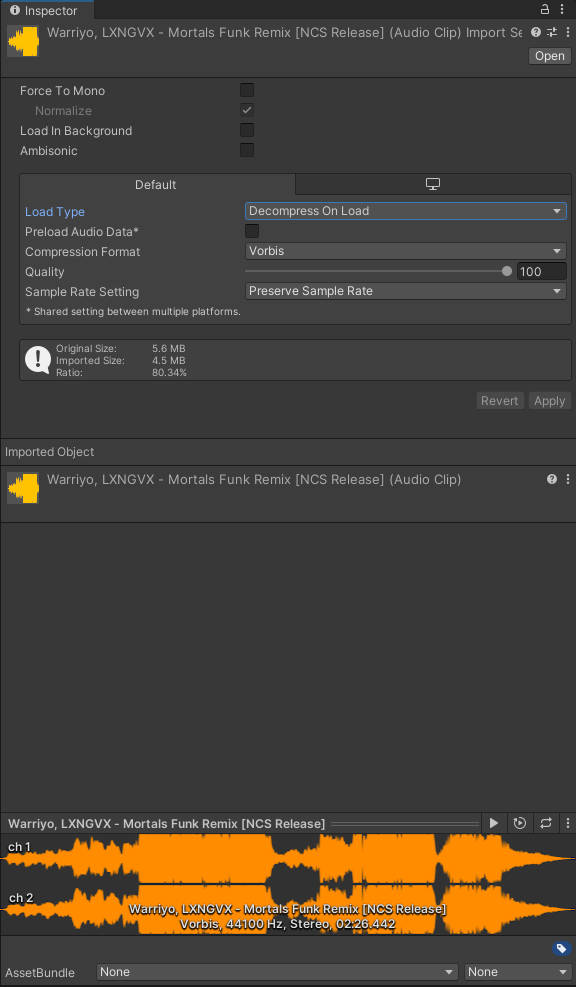 Inspector
Warriyo, LXNGVX - Mortals Funk Remix [NCS Release] (Audio Clip) Import Se
Open
Force To Mono
Normalize
Load In Background
Ambisonic
Default
Load Type Decompress On Load
Preload Audio Data*
Compression Format Vorbis
Quality 100
Sample Rate Setting Preserve Sample Rate
* Shared setting between multiple platforms.
Original Size: 5.6 MB
Imported Size: 4.5 MB
Ratio: 80.34%
Revert Apply
Imported Object
Warriyo, LXNGVX - Mortals Funk Remix [NCS Release] (Audio Clip)
Warriyo, LXNGVX - Mortals Funk Remix [NCS Release]
ch 1
ch 2
Warriyo, LXNGVX - Mortals Funk Remix [NCS Release]
Vorbis, 44100 Hz, Stereo, 02:26.442
AssetBundle None None